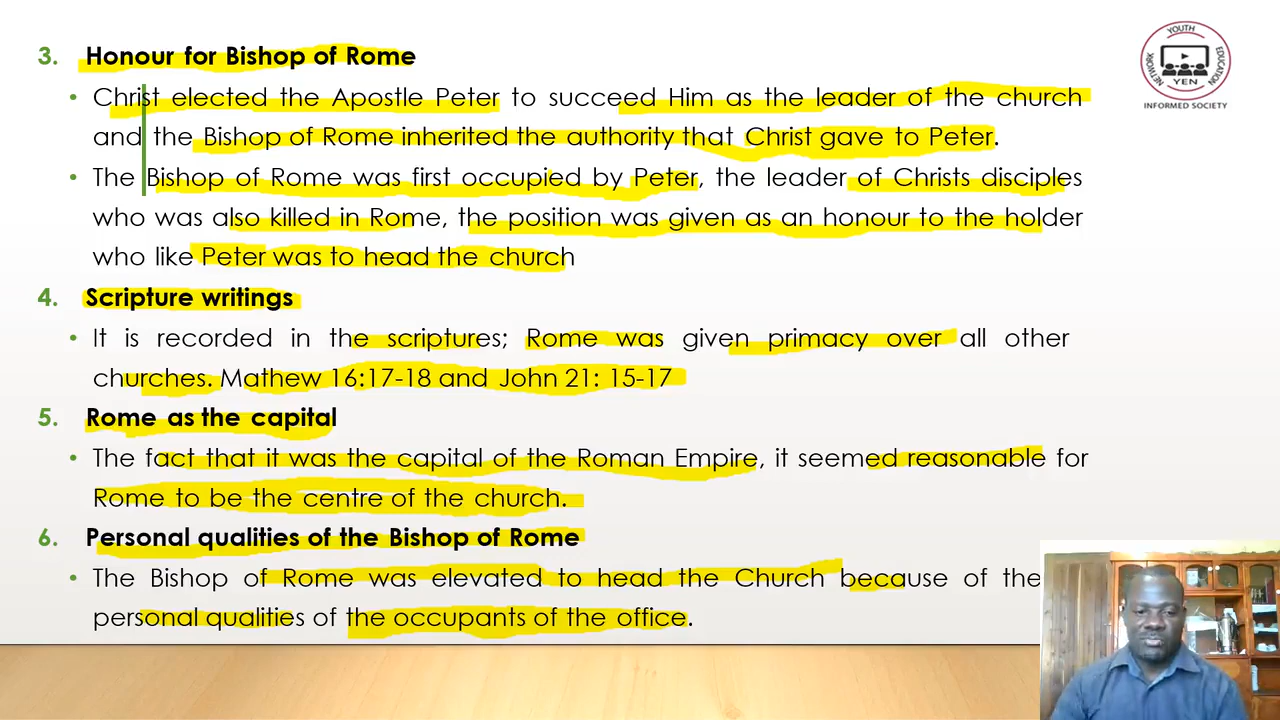 3. Honour for Bishop of Rome
• Christ elected the Apostle Peter to succeed Him as the leader of the church
and the Bishop of Rome inherited the authority that Christ gave to Peter.
• The Bishop of Rome was first occupied by Peter, the leader of Christs disciples
who was also killed in Rome, the position was given as an honour to the holder
who like Peter was to head the church
4. Scripture writings
• It is recorded in the scriptures; Rome was given primacy over all other
churches. Mathew 16:17-18 and John 21: 15-17
5. Rome as the capital
• The fact that it was the capital of the Roman Empire, it seemed reasonable for
Rome to be the centre of the church.
6. Personal qualities of the Bishop of Rome
• The Bishop of Rome was elevated to head the Church because of the
personal qualities of the occupants of the office.
YOUTH
EDUCATION
NETWORK
YEN
INFORMED SOCIETY